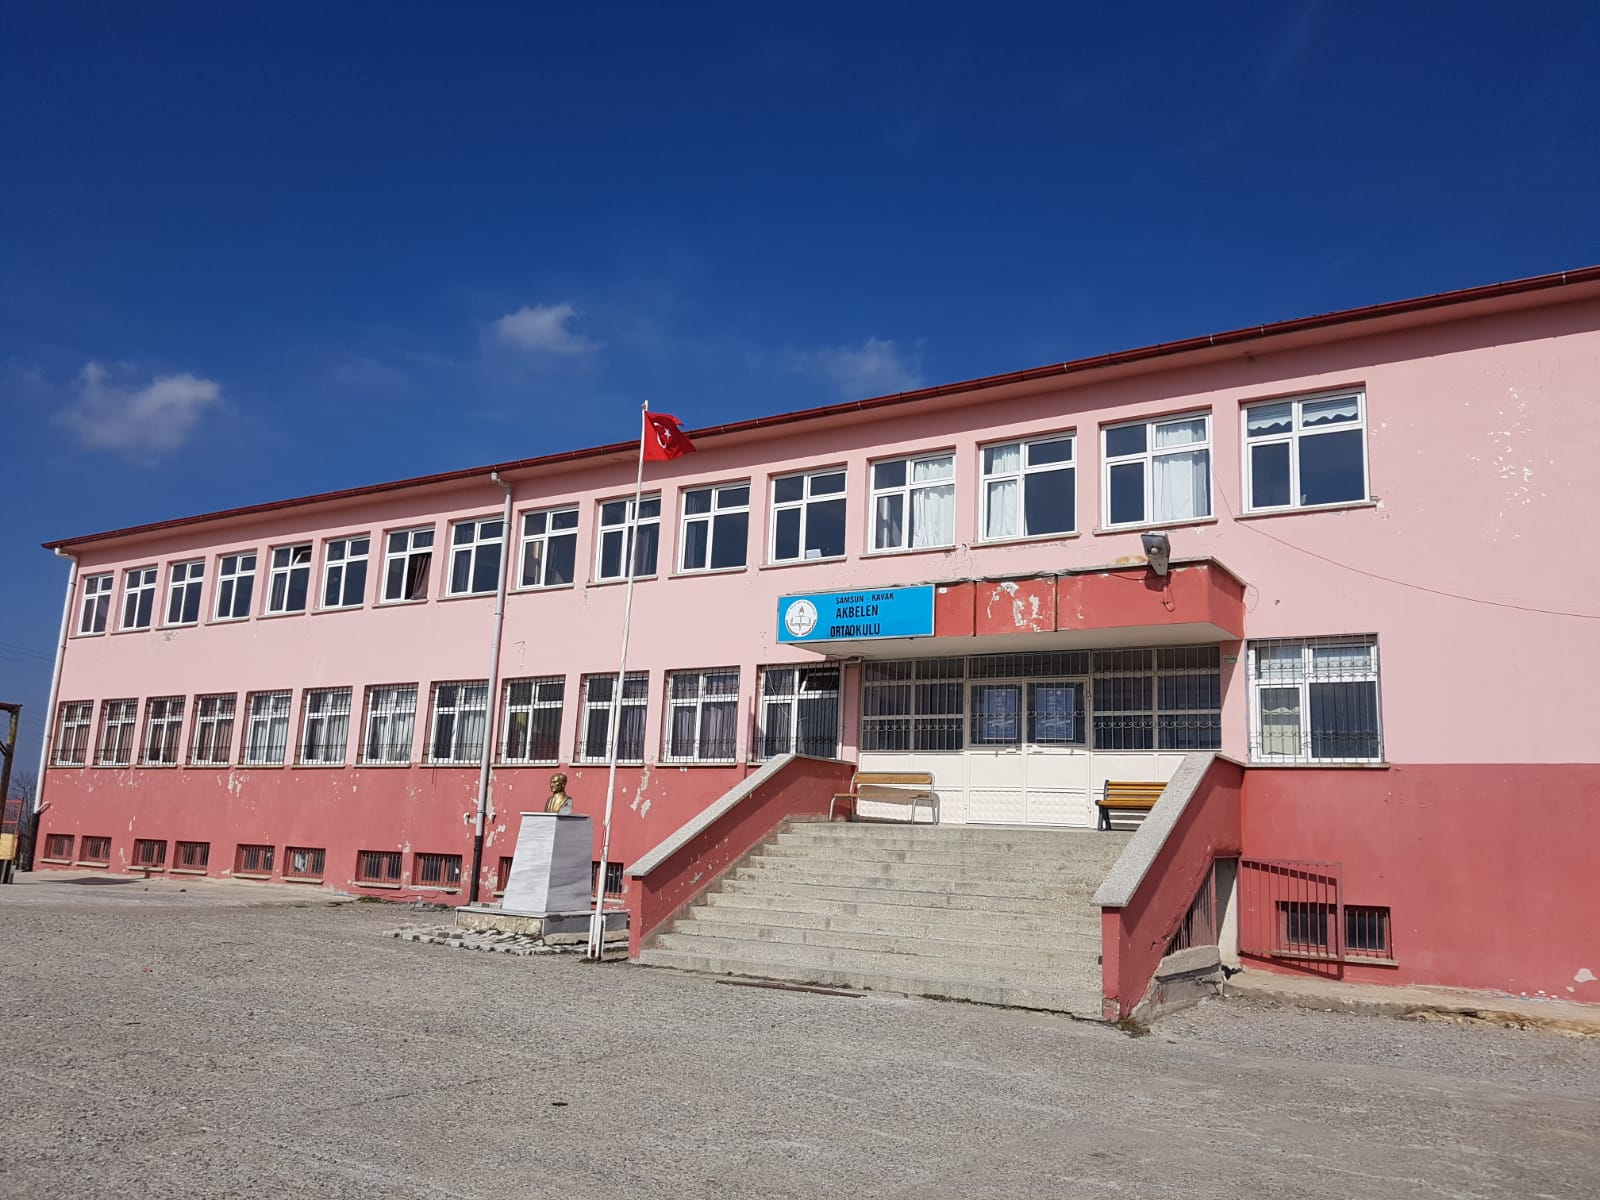 SAMSUN - KAVAK
AKBELEN
ORTAOKULU